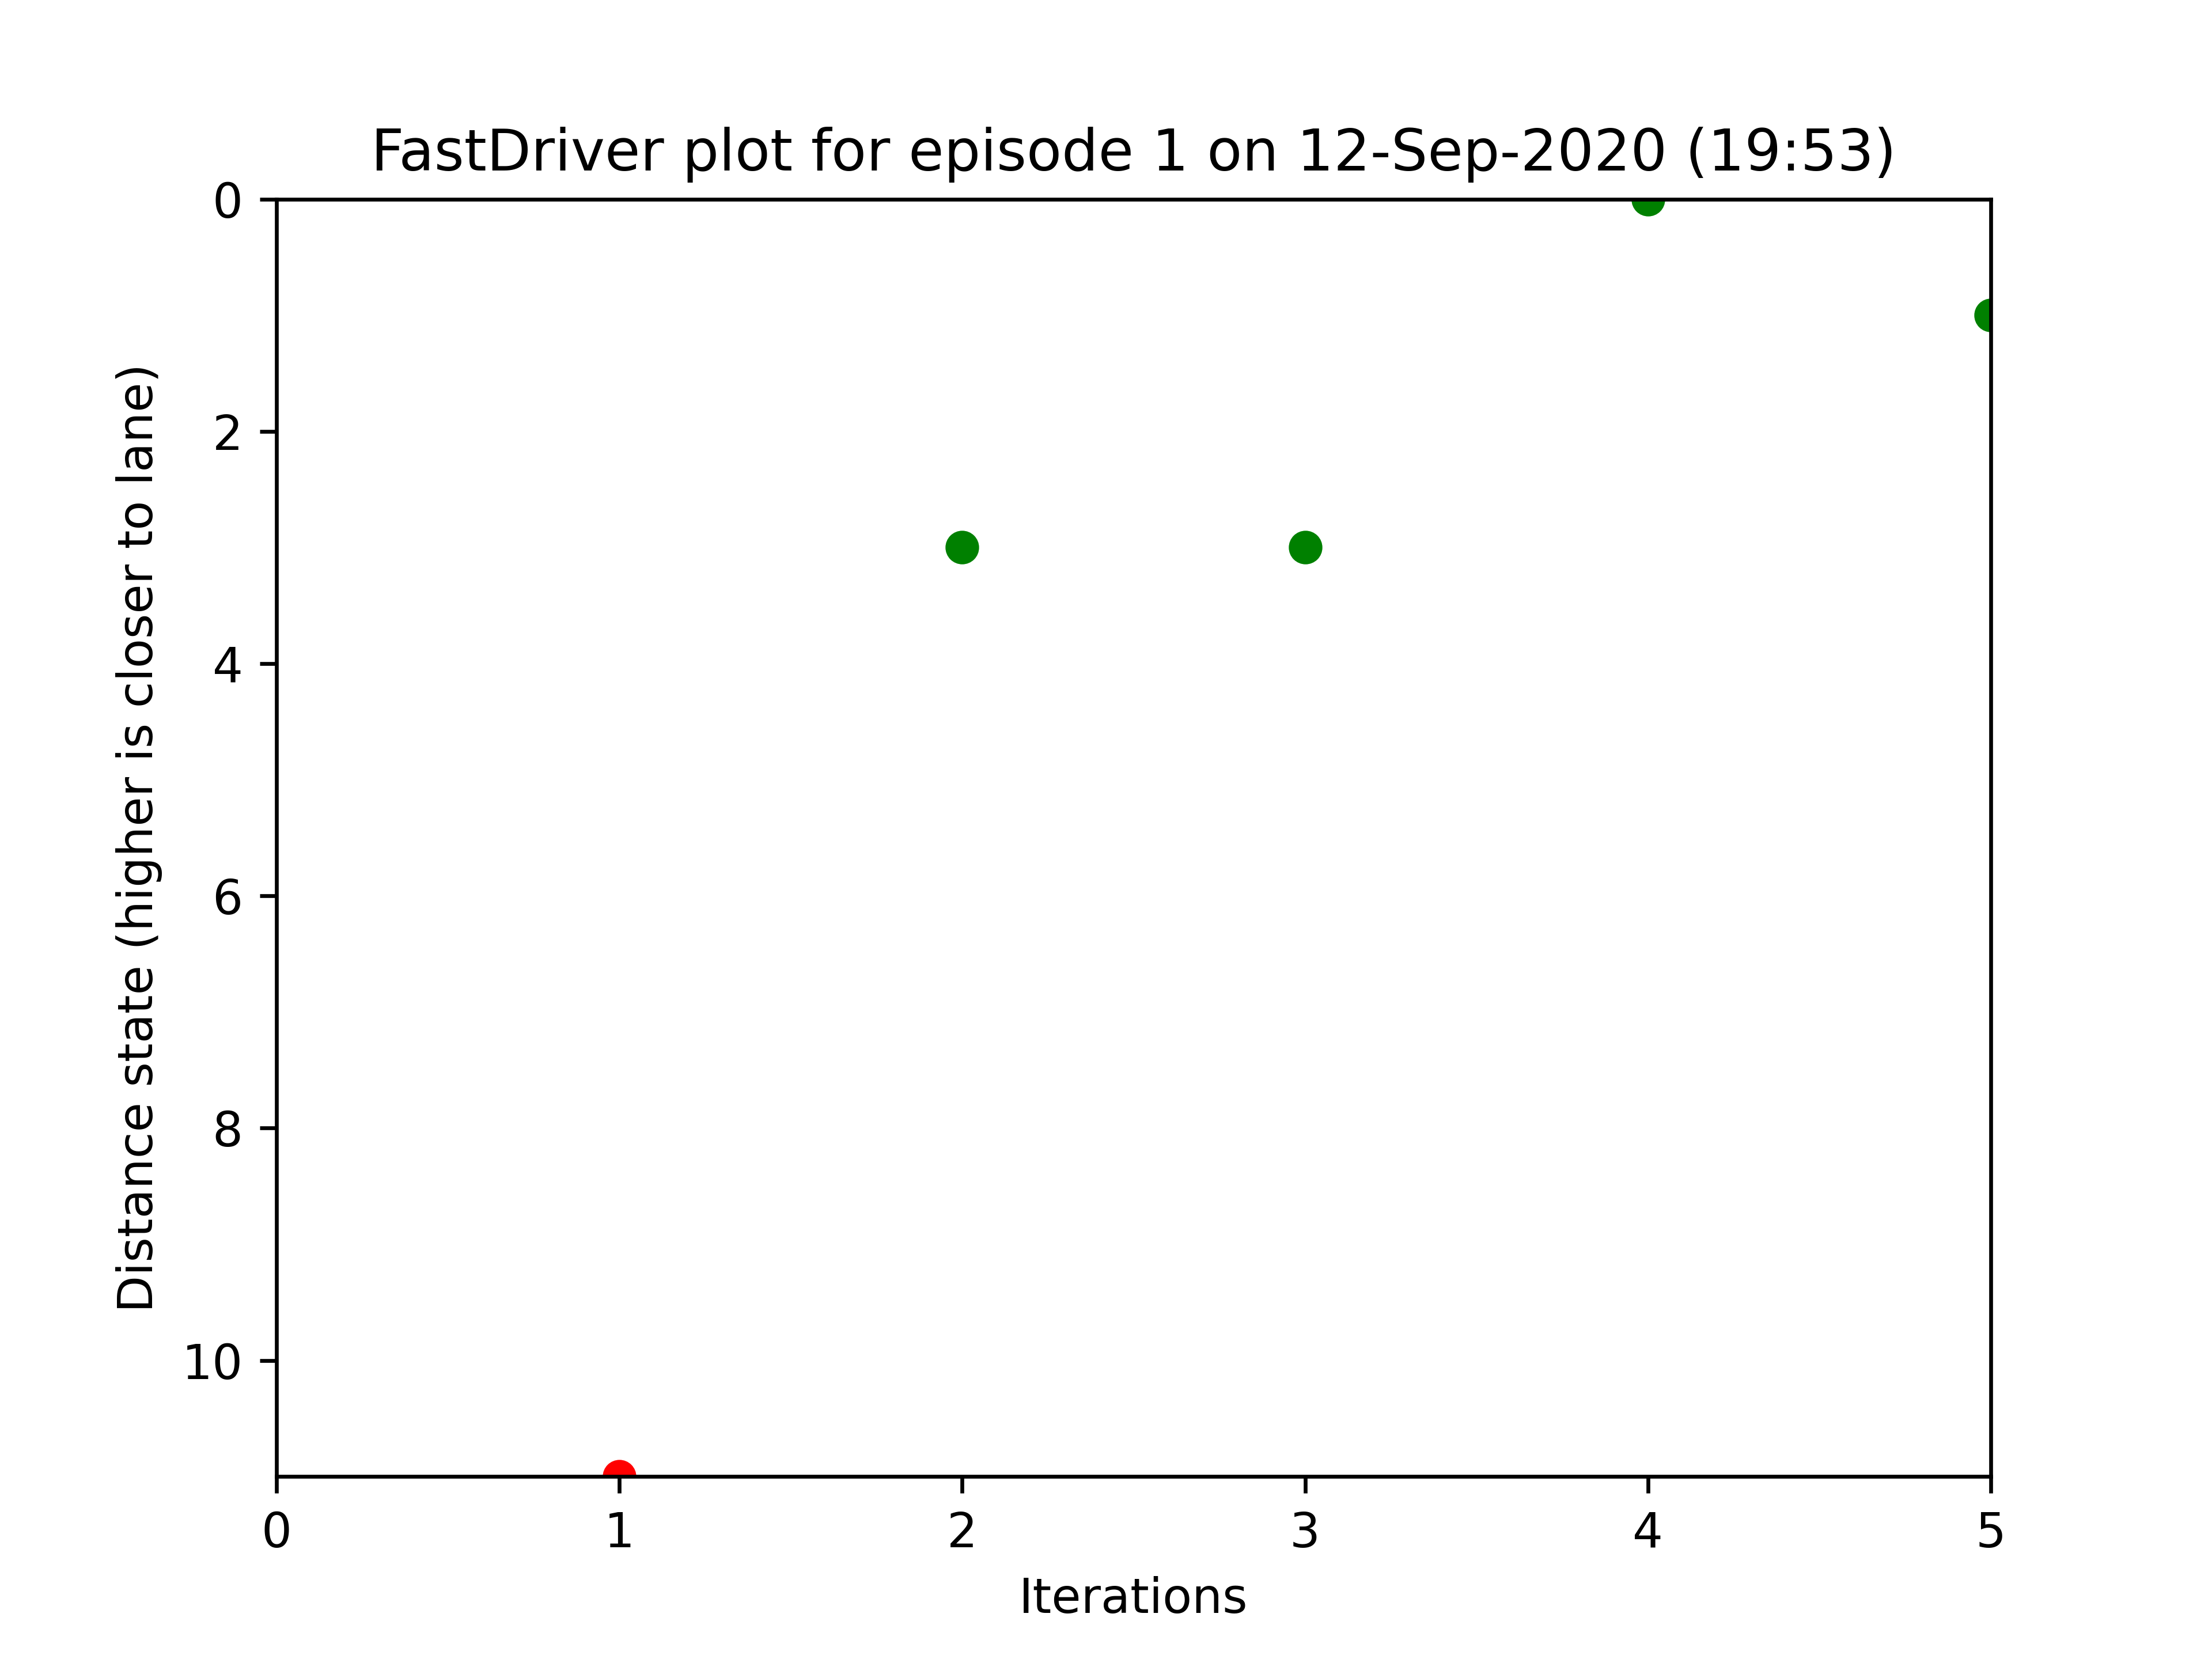 FastDriver plot for episode 1 on 12-Sep-2020 (19:53)
0
2
4
6
8
10
Distance state (higher is closer to lane)
0 1 2 3 4 5
Iterations